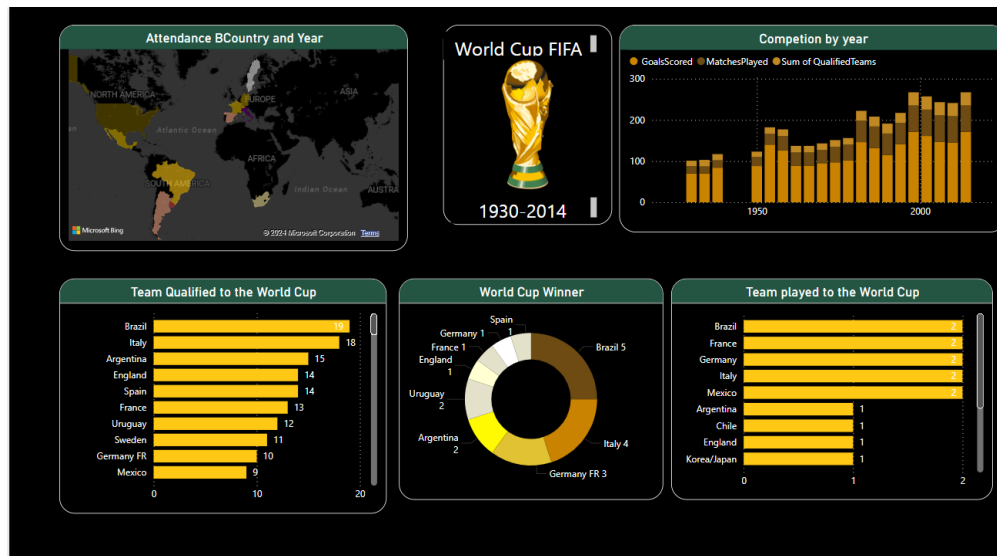 Attendance BCountry and Year
NORTH AMERICA
EUROPE
ASIA
Atlantic Ocean
AFRICA
SOUTH AMERICA
Indian Ocean
AUSTRA
Microsoft Bing
© 2024 Microsoft Corporation Terms
World Cup FIFA
1930-2014
Competion by year
GoalsScored MatchesPlayed Sum of QualifiedTeams
300
200
100
0
1950 2000
Team Qualified to the World Cup
Brazil 19
Italy 18
Argentina 15
England 14
Spain 14
France 13
Uruguay 12
Sweden 11
Germany FR 10
Mexico 9
0 10 20
World Cup Winner
Spain
1
Germany 1
France 1
England
1
Uruguay
2
Argentina
2
Brazil 5
Italy 4
Germany FR 3
Team played to the World Cup
Brazil 2
France 2
Germany 2
Italy 2
Mexico 2
Argentina 1
Chile 1
England 1
Korea/Japan 1
0 1 2